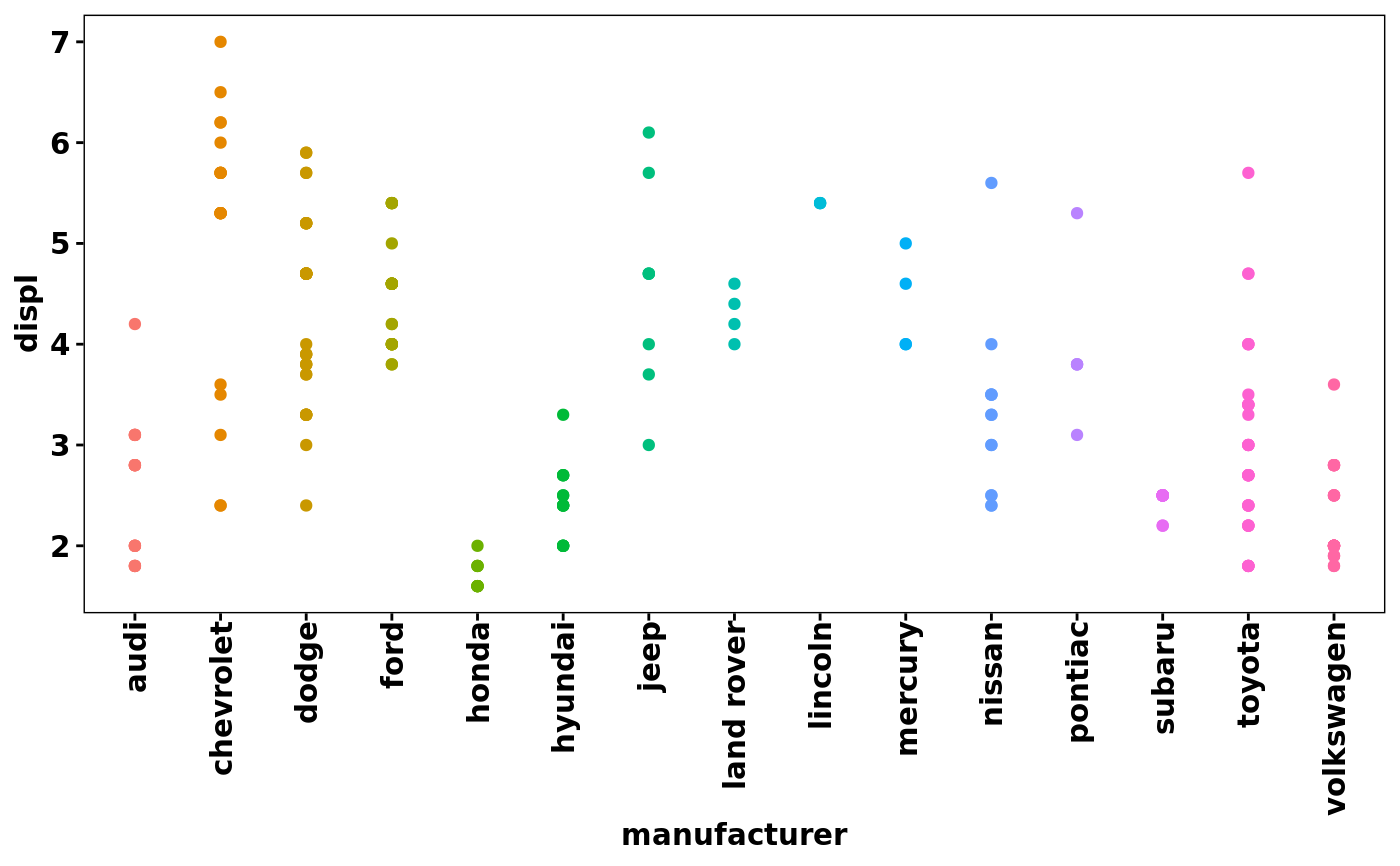 displ
7
6
5
4
3
2
audi
chevrolet
dodge
ford
honda
hyundai
jeep
land rover
lincoln
mercury
nissan
pontiac
subaru
toyota
volkswagen
manufacturer